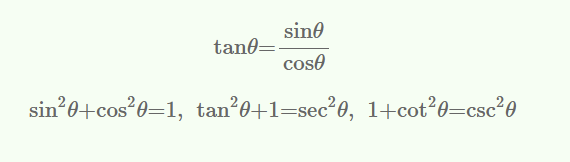 tanθ=sinθ/cosθ
sin²θ+cos²θ=1, tan²θ+1=sec²θ, 1+cot²θ=csc²θ